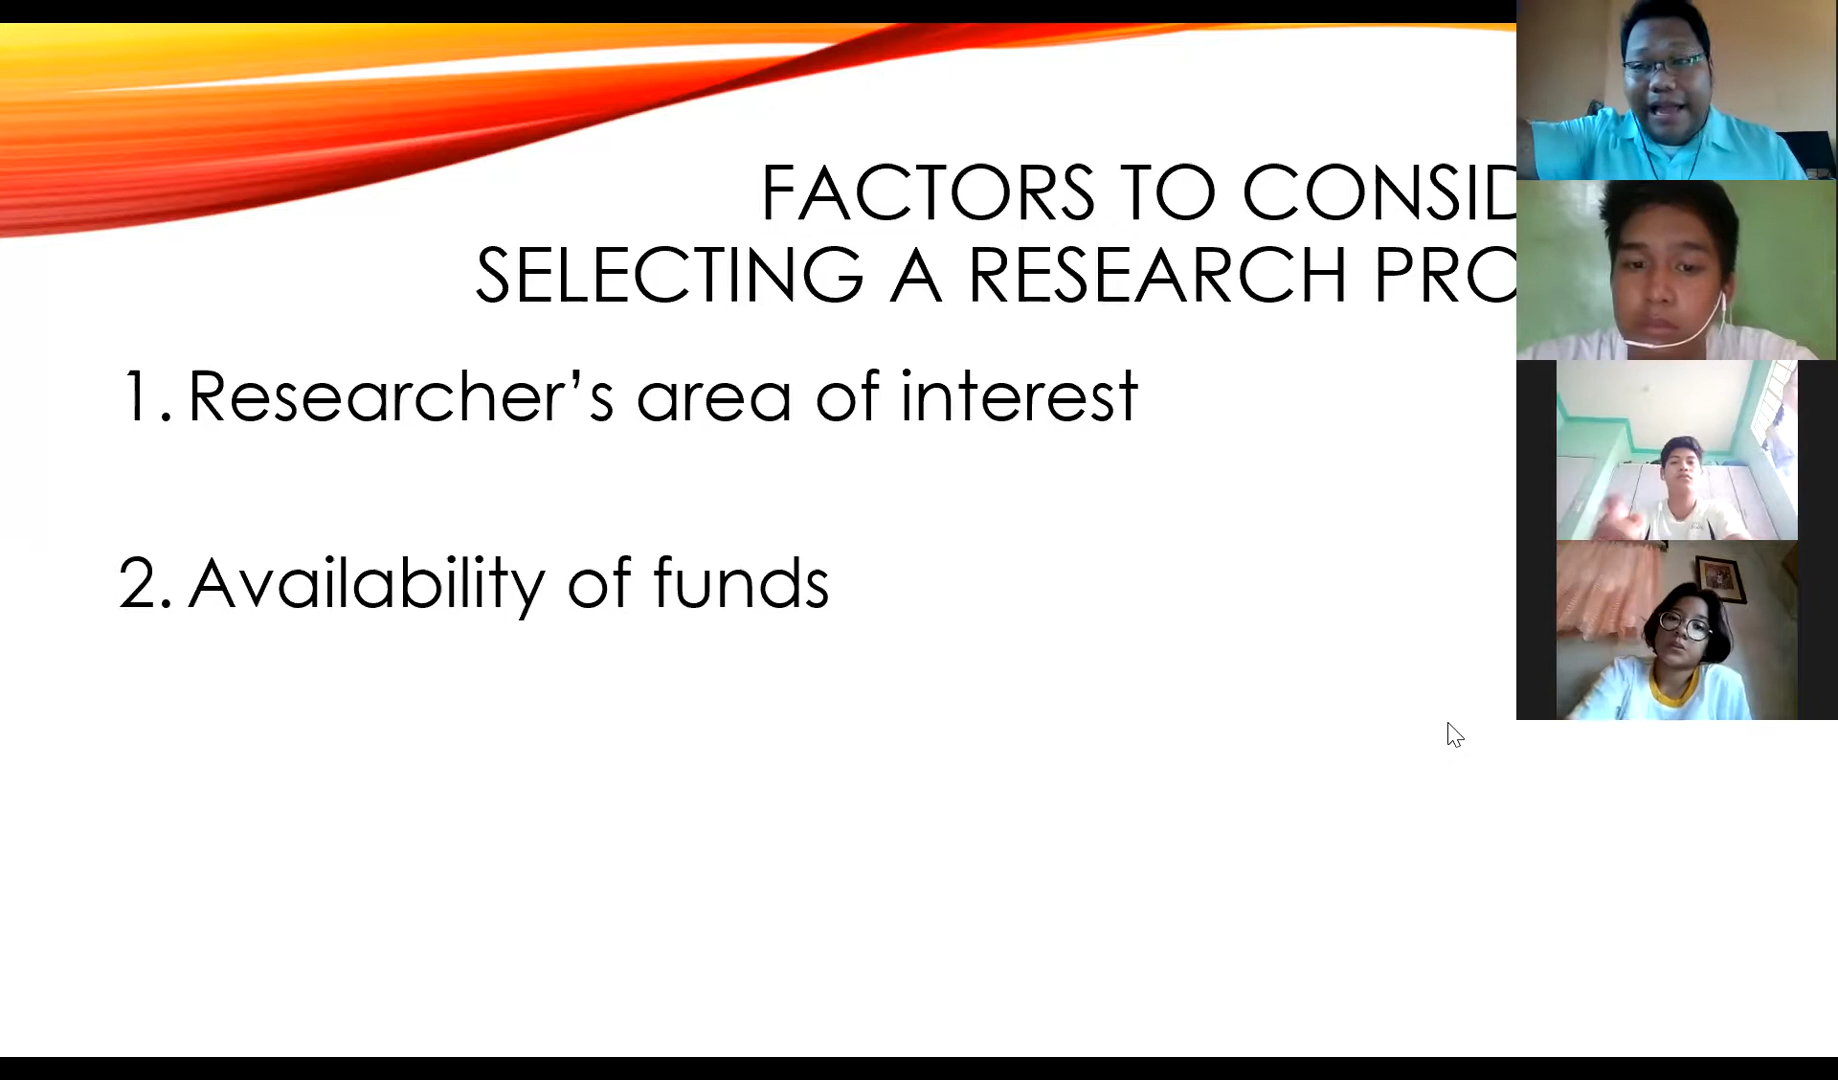 FACTORS TO CONSID
SELECTING A RESEARCH PRO
1. Researcher’s area of interest
2. Availability of funds